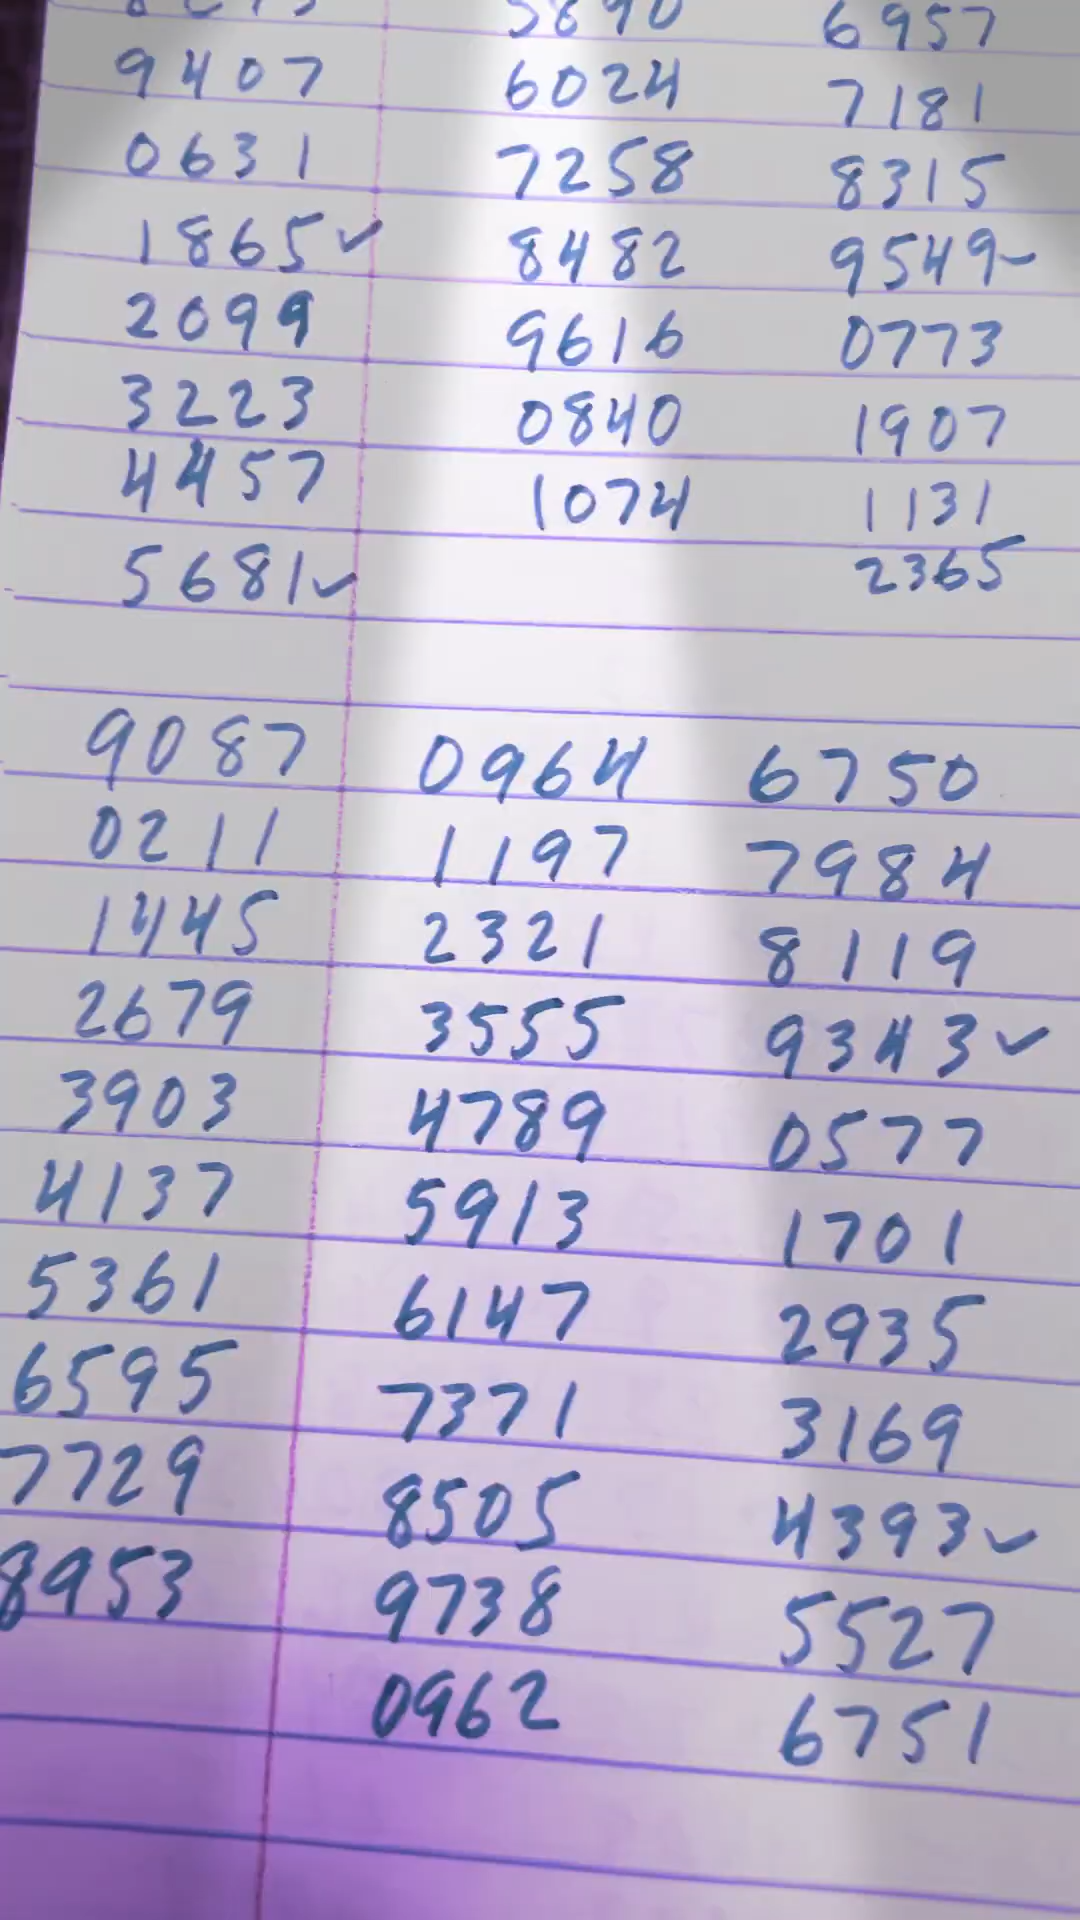 5890 6957
9407 6024 7181
0631 7258 8315
1865✓ 8482 9549✓
2099 9616 0773
3223 0840 1907
4457 1074 1131
5681✓ 2365
9087 0964 6750
0211 1197 7984
1445 2321 8119
2679 3555 9343✓
3903 4789 0577
4137 5913 1701
5361 6147 2935
6595 7371 3169
7729 8505 4393✓
8953 9738 5527
0962 6751